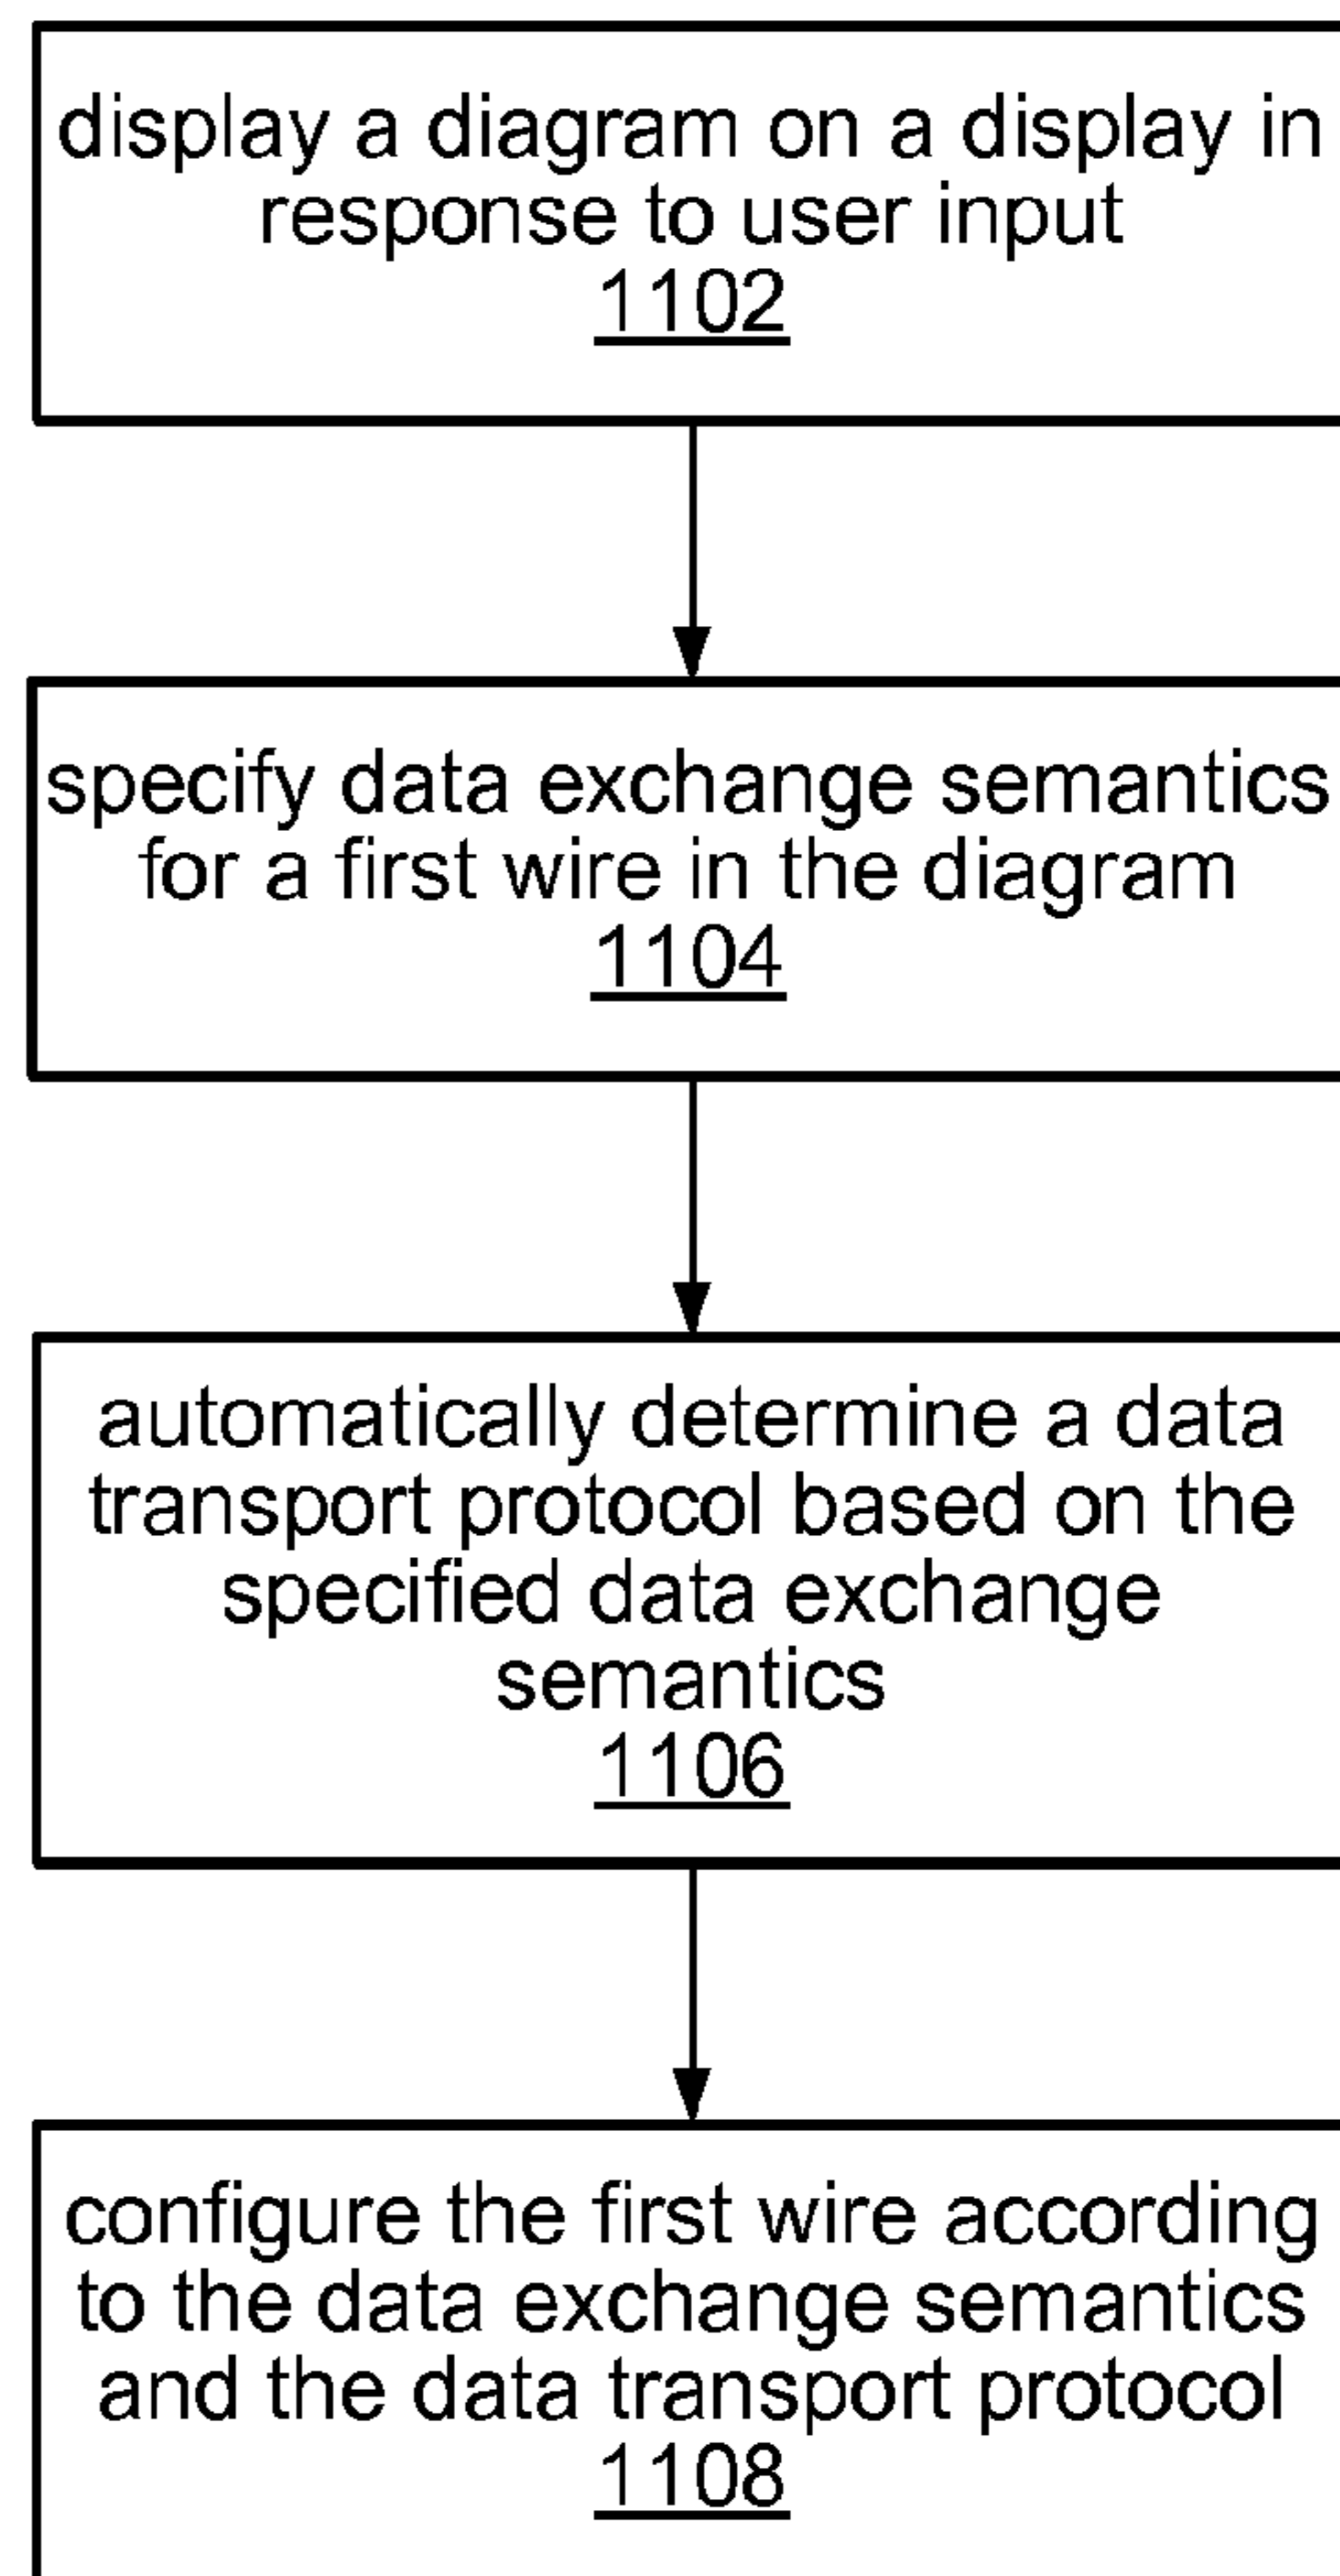 display a diagram on a display in
response to user input
1102
specify data exchange semantics
for a first wire in the diagram
1104
automatically determine a data
transport protocol based on the
specified data exchange
semantics
1106
configure the first wire according
to the data exchange semantics
and the data transport protocol
1108